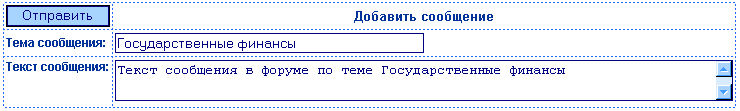 Отправить Добавить сообщение
Тема сообщения: Государственные финансы
Текст сообщения: Текст сообщения в форуме по теме Государственные финансы